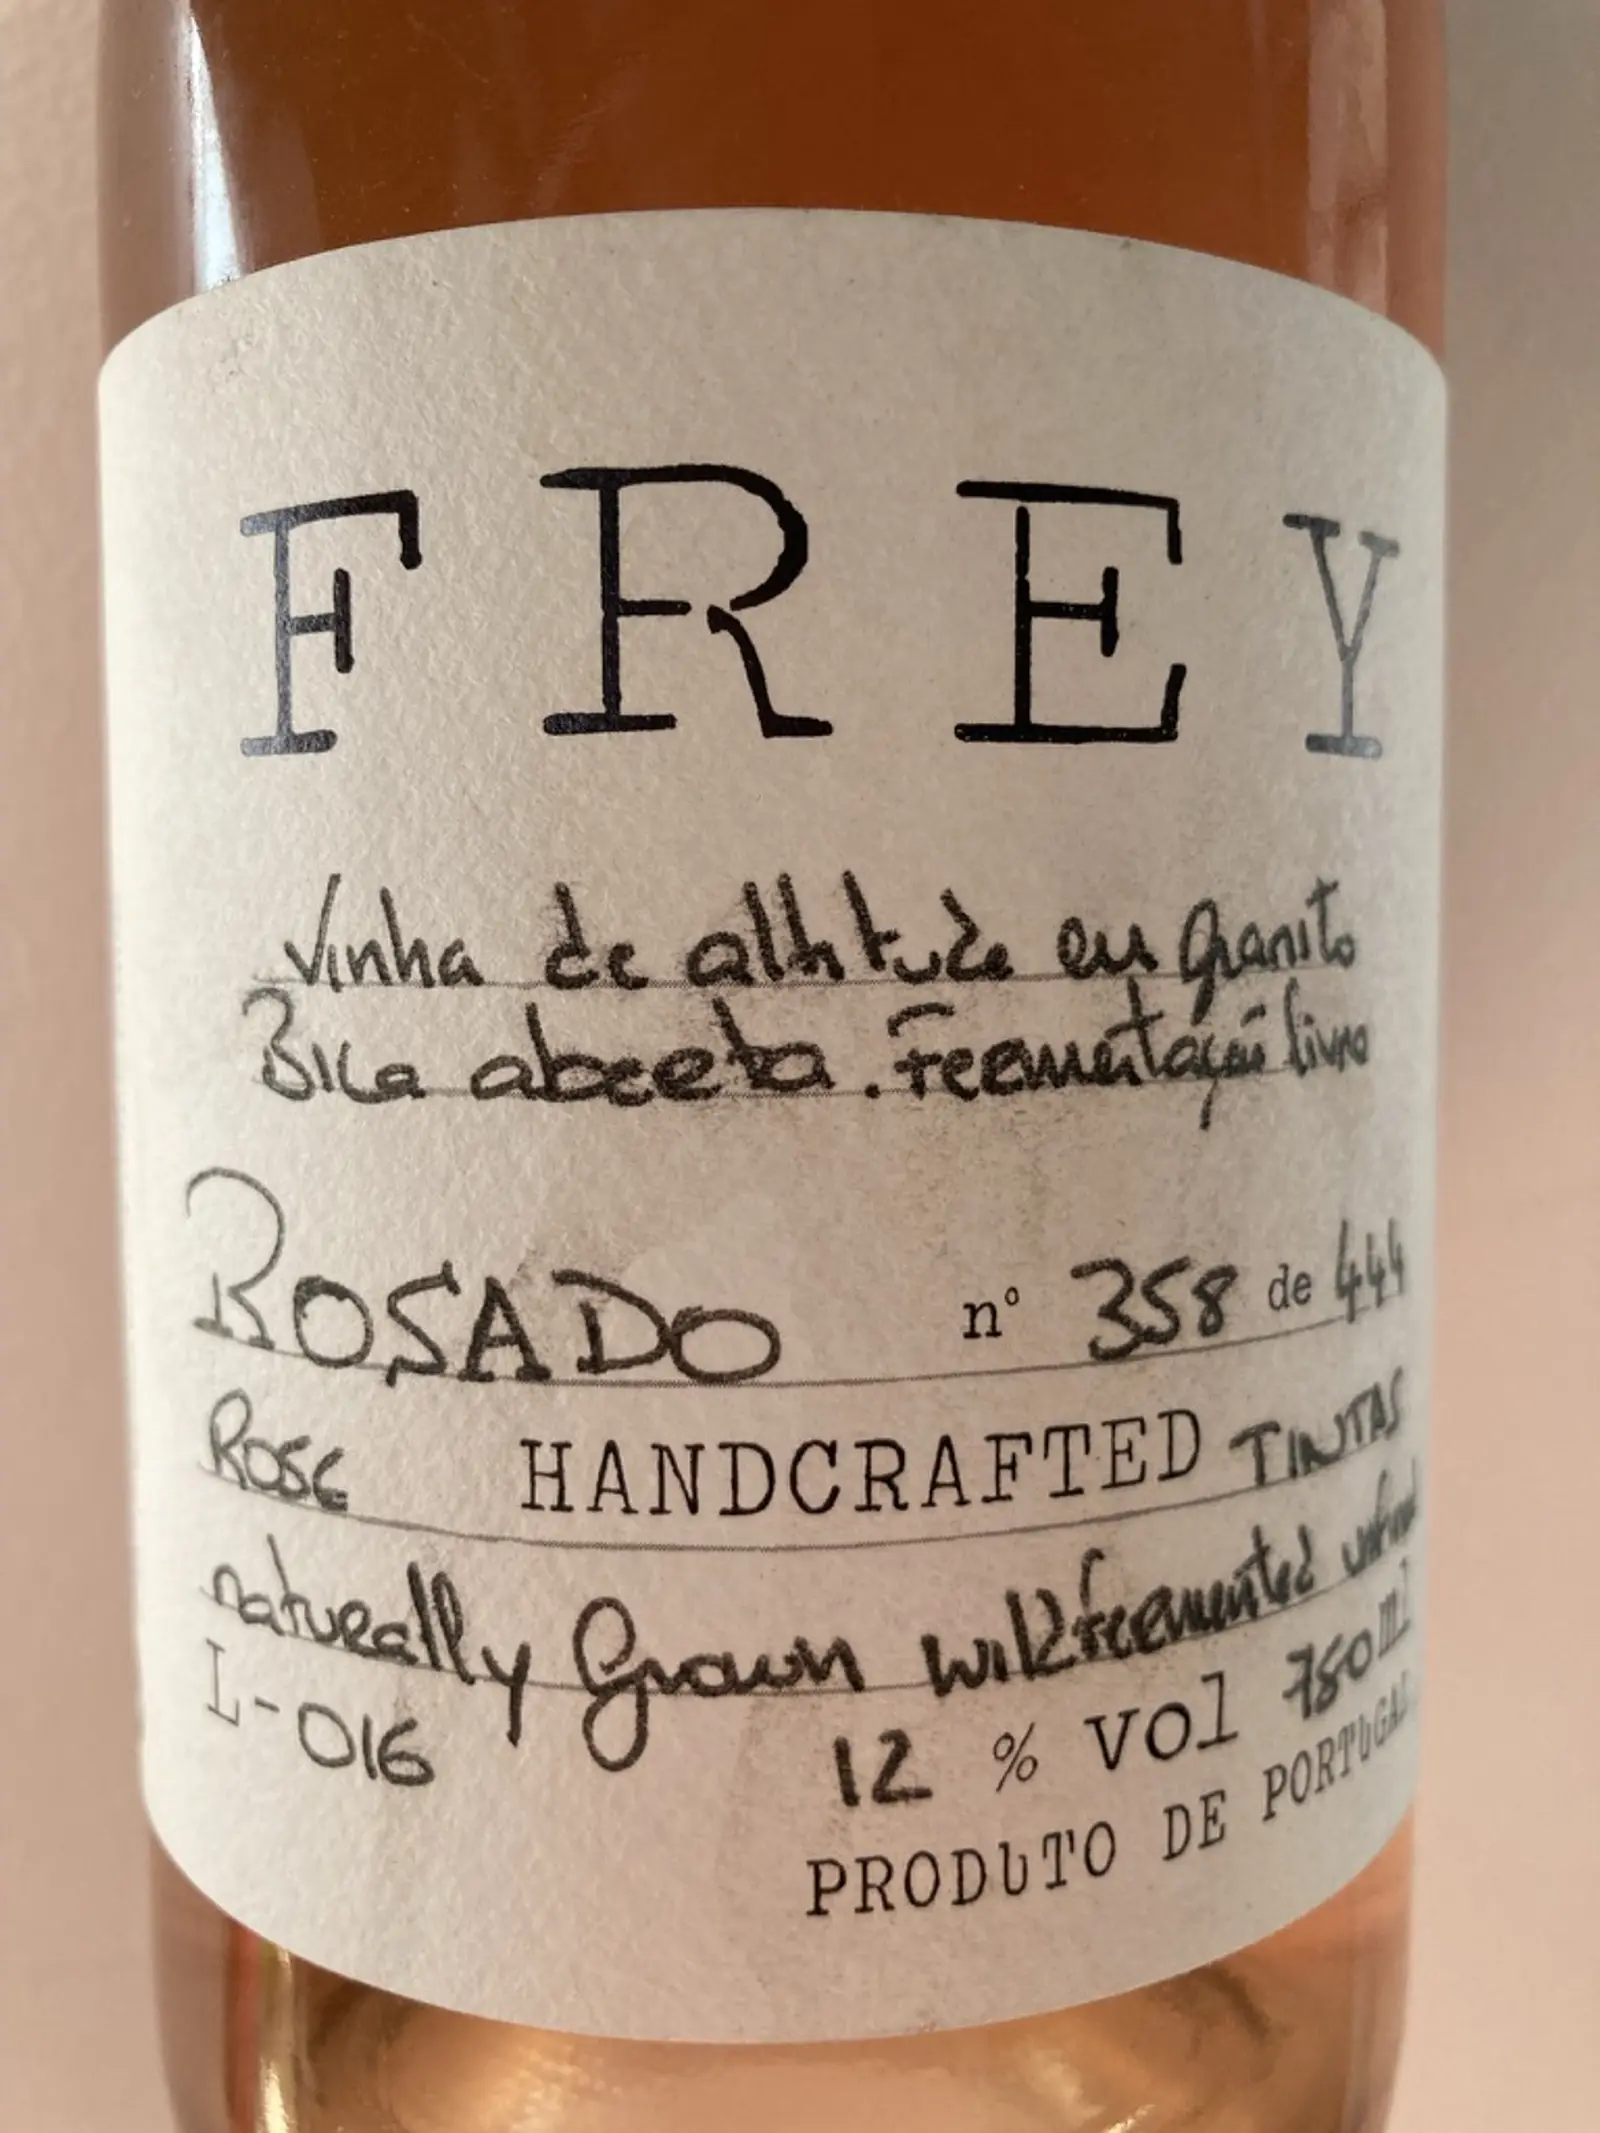 FREY
Vinha de altitude em granito
Bica aberta. Fermentação livre
ROSADO nº 358 de 444
ROSE HANDCRAFTED TINTAS
naturally Grown wild fermented unfined
L-016 12 % vol 750 ml
PRODUTO DE PORTUGAL